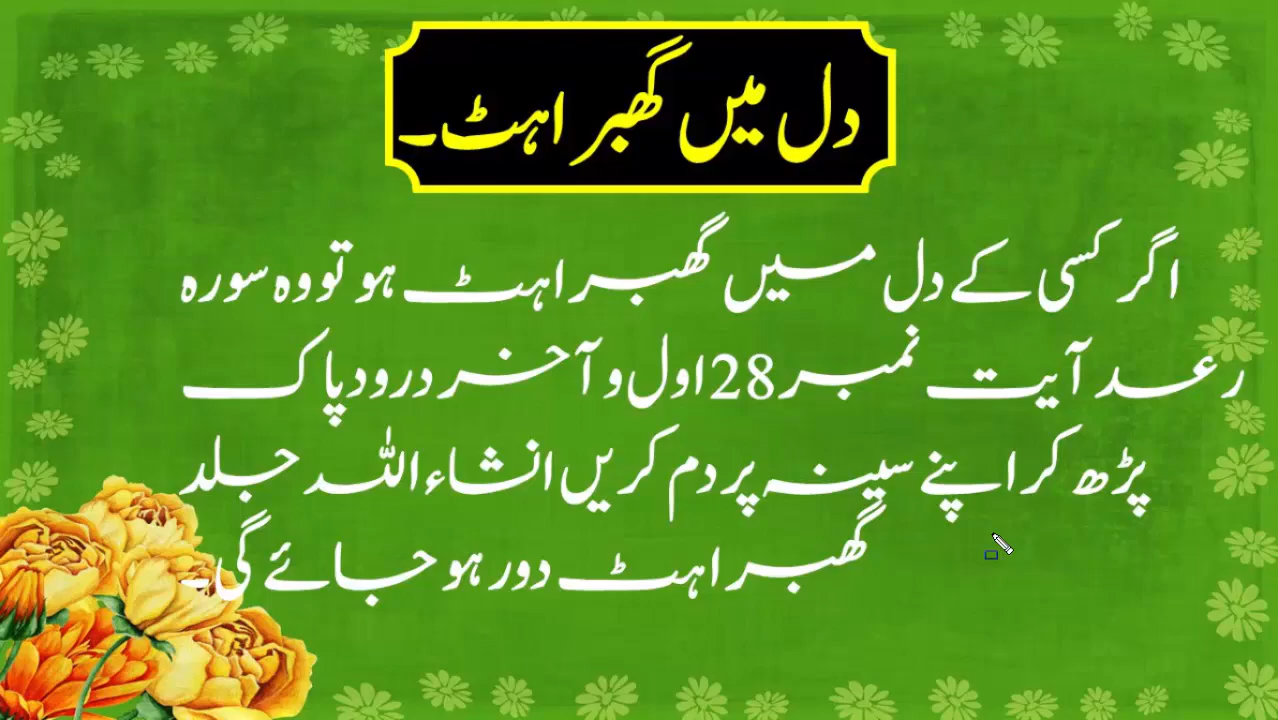 دل میں گھبراہٹ۔
اگر کسی کے دل میں گھبراہٹ ہو تو وہ سورہ
رعد آیت نمبر 28 اول و آخر درود پاک
پڑھ کر اپنے سینہ پر دم کریں انشاء اللہ جلد
گھبراہٹ دور ہو جائے گی۔